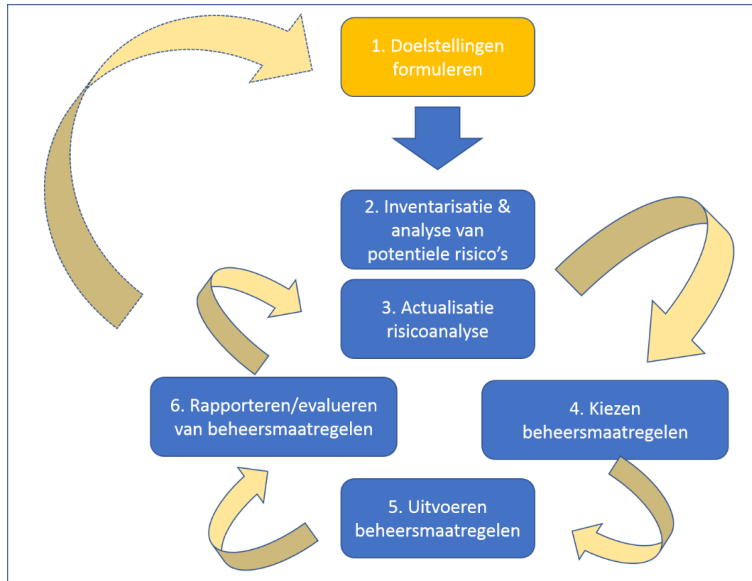 1. Doelstellingen
formuleren
2. Inventarisatie &
analyse van
potentiele risico’s
3. Actualisatie
risicoanalyse
6. Rapporteren/evalueren
van beheersmaatregelen
4. Kiezen
beheersmaatregelen
5. Uitvoeren
beheersmaatregelen